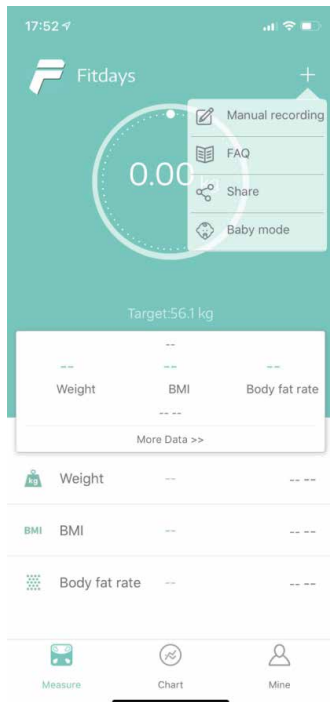 17:52
Fitdays
+
Manual recording
FAQ
0.00 kg
Share
Baby mode
Target:56.1 kg
--
-- -- --
Weight BMI Body fat rate
-- --
More Data >>
kg Weight -- -- --
BMI BMI -- -- --
Body fat rate -- -- --
Measure Chart Mine